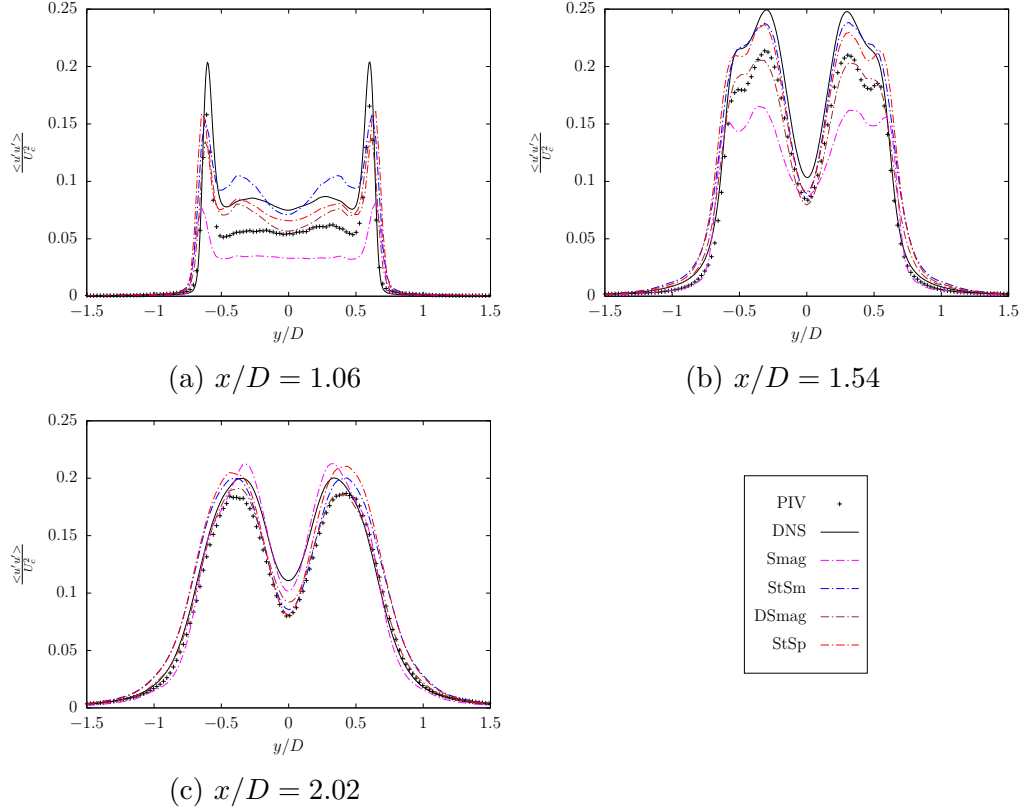 0.25
0.2
0.15
0.1
0.05
0
<u'u'>
U_c^2
−1.5 −1 −0.5 0 0.5 1 1.5
y/D
(a) x/D = 1.06
0.25
0.2
0.15
0.1
0.05
0
<u'u'>
U_c^2
−1.5 −1 −0.5 0 0.5 1 1.5
y/D
(b) x/D = 1.54
0.25
0.2
0.15
0.1
0.05
0
<u'u'>
U_c^2
−1.5 −1 −0.5 0 0.5 1 1.5
y/D
(c) x/D = 2.02
PIV
DNS
Smag
StSm
DSmag
StSp